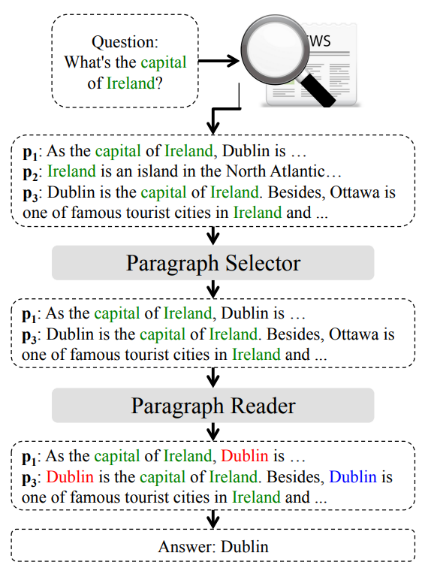 Question:
What's the capital
of Ireland?
WS
p1: As the capital of Ireland, Dublin is …
p2: Ireland is an island in the North Atlantic…
p3: Dublin is the capital of Ireland. Besides, Ottawa is
one of famous tourist cities in Ireland and ...
Paragraph Selector
p1: As the capital of Ireland, Dublin is …
p3: Dublin is the capital of Ireland. Besides, Ottawa is
one of famous tourist cities in Ireland and ...
Paragraph Reader
p1: As the capital of Ireland, Dublin is …
p3: Dublin is the capital of Ireland. Besides, Dublin is
one of famous tourist cities in Ireland and ...
Answer: Dublin